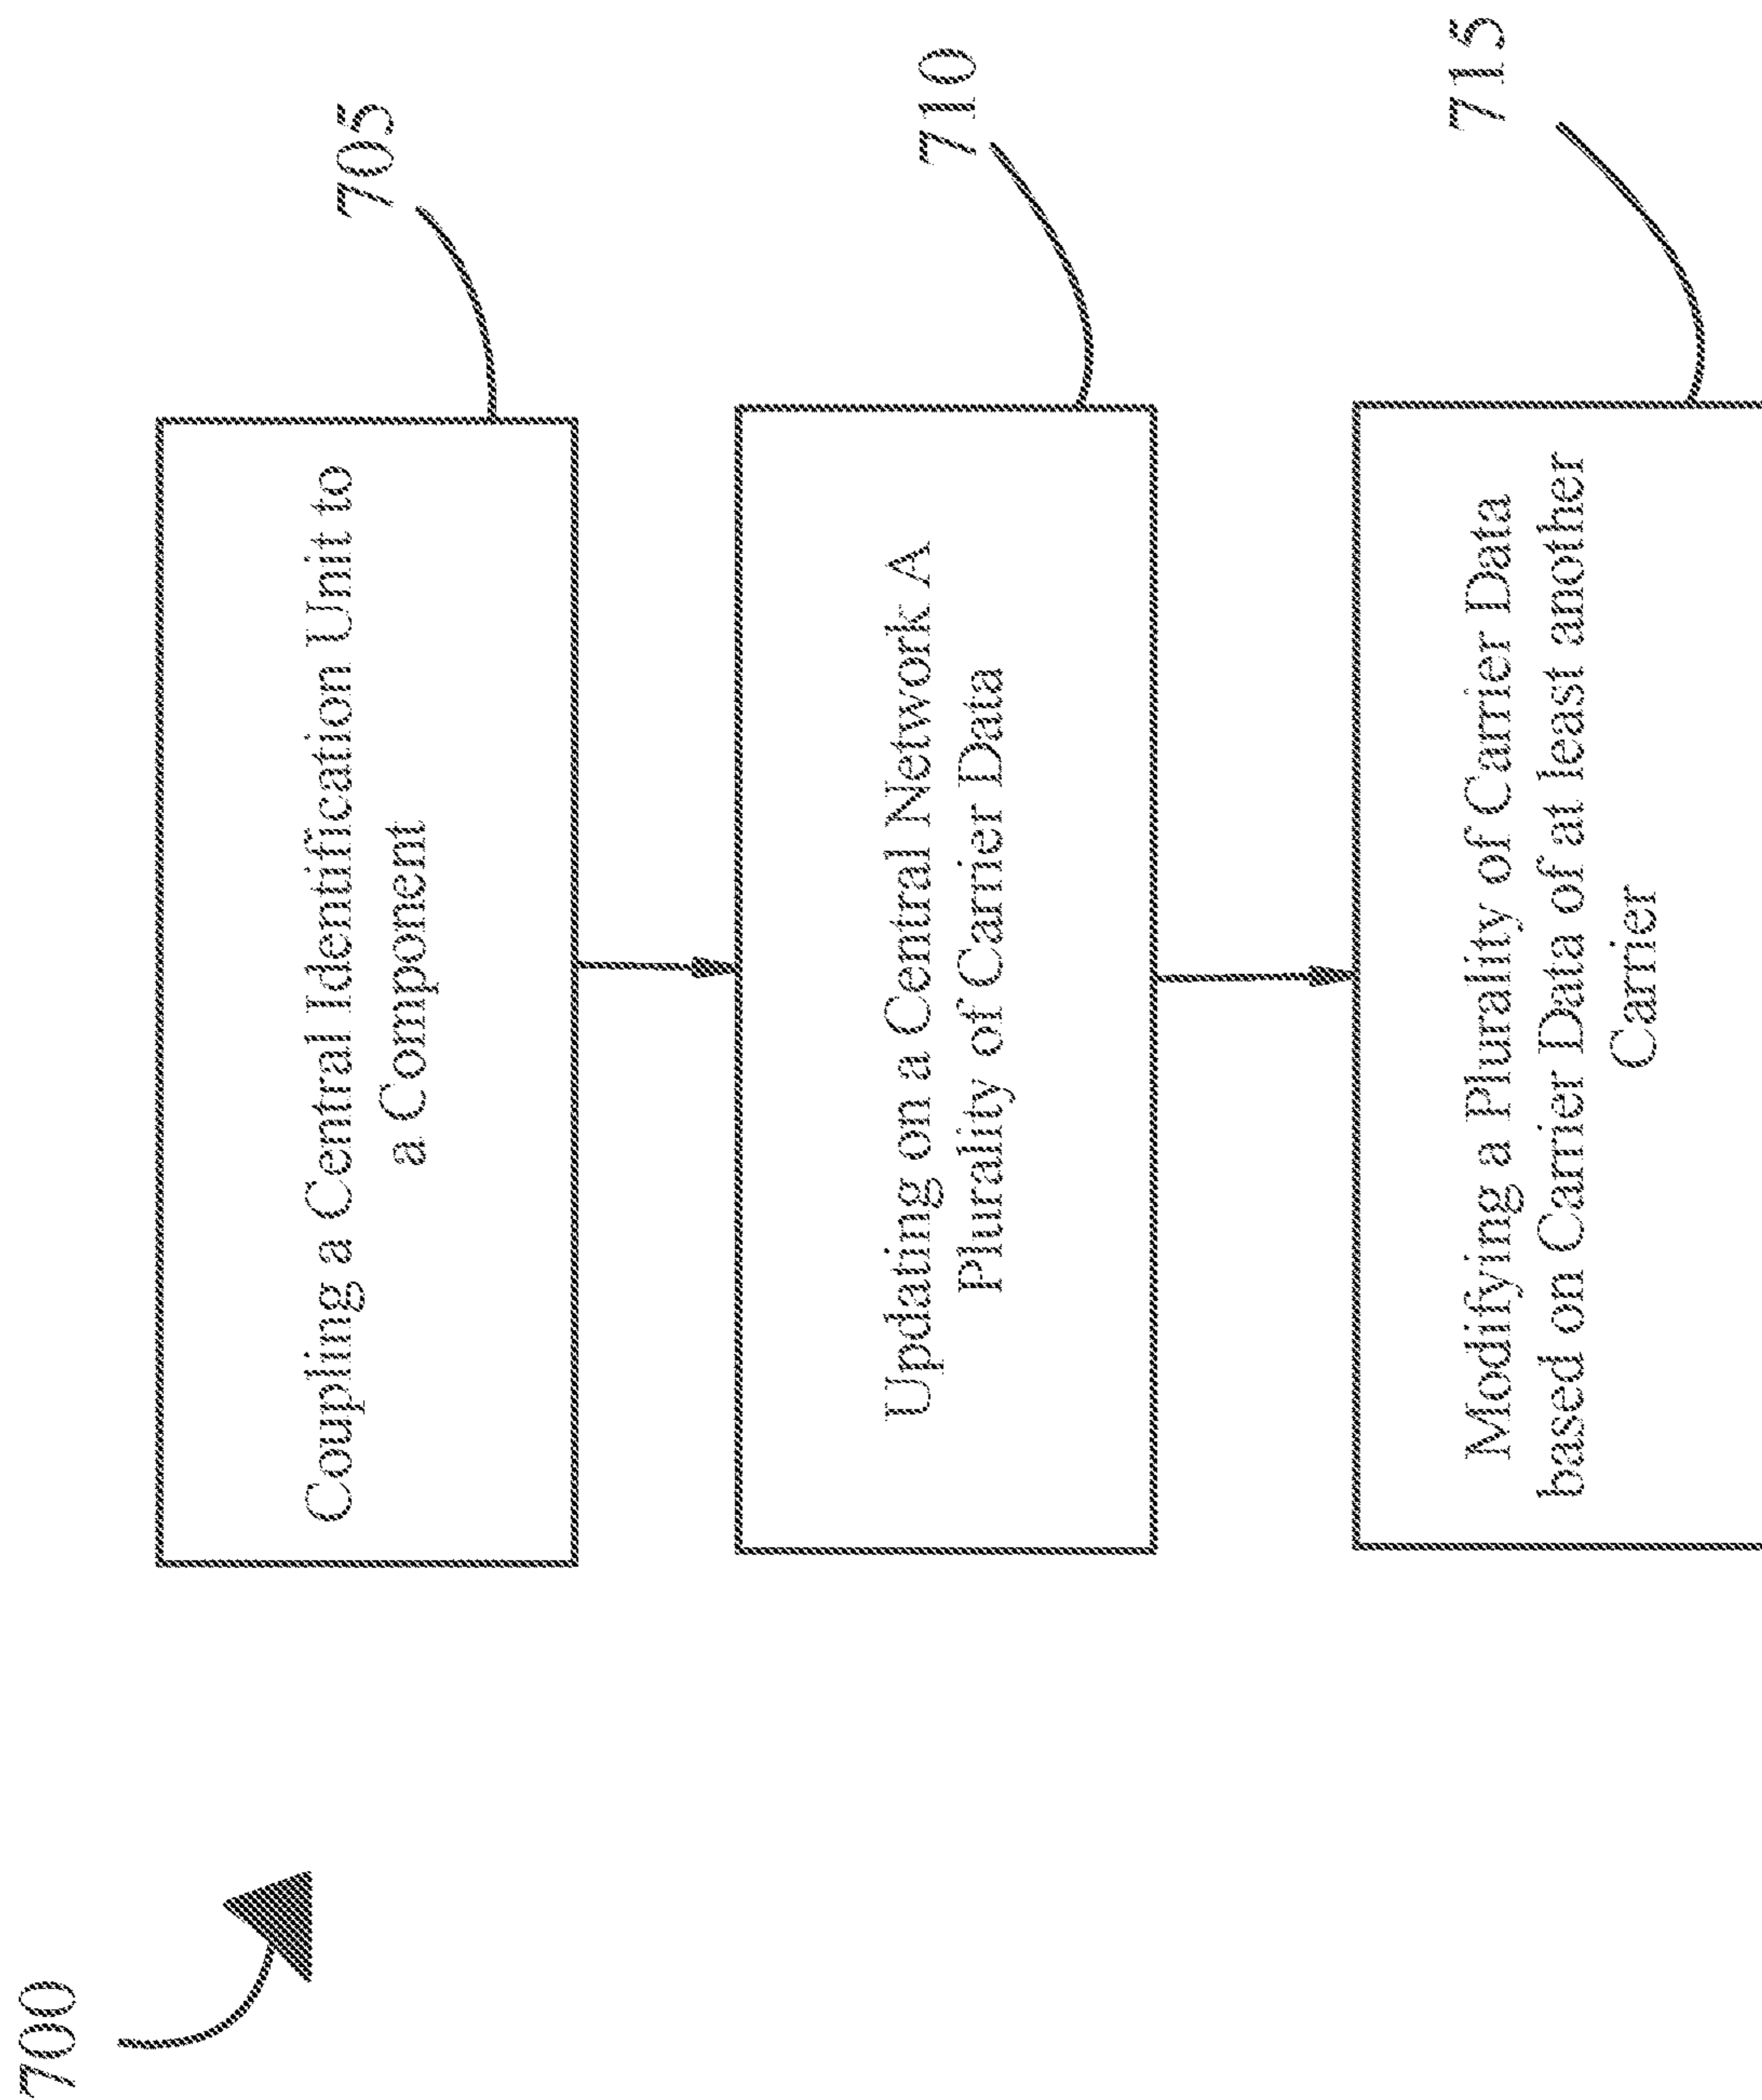 700
Coupling a Central Identification Unit to
a Component
705
Updating on a Central Network A
Plurality of Carrier Data
710
Modifying a Plurality of Carrier Data
based on Carrier Data of at least another
Carrier
715